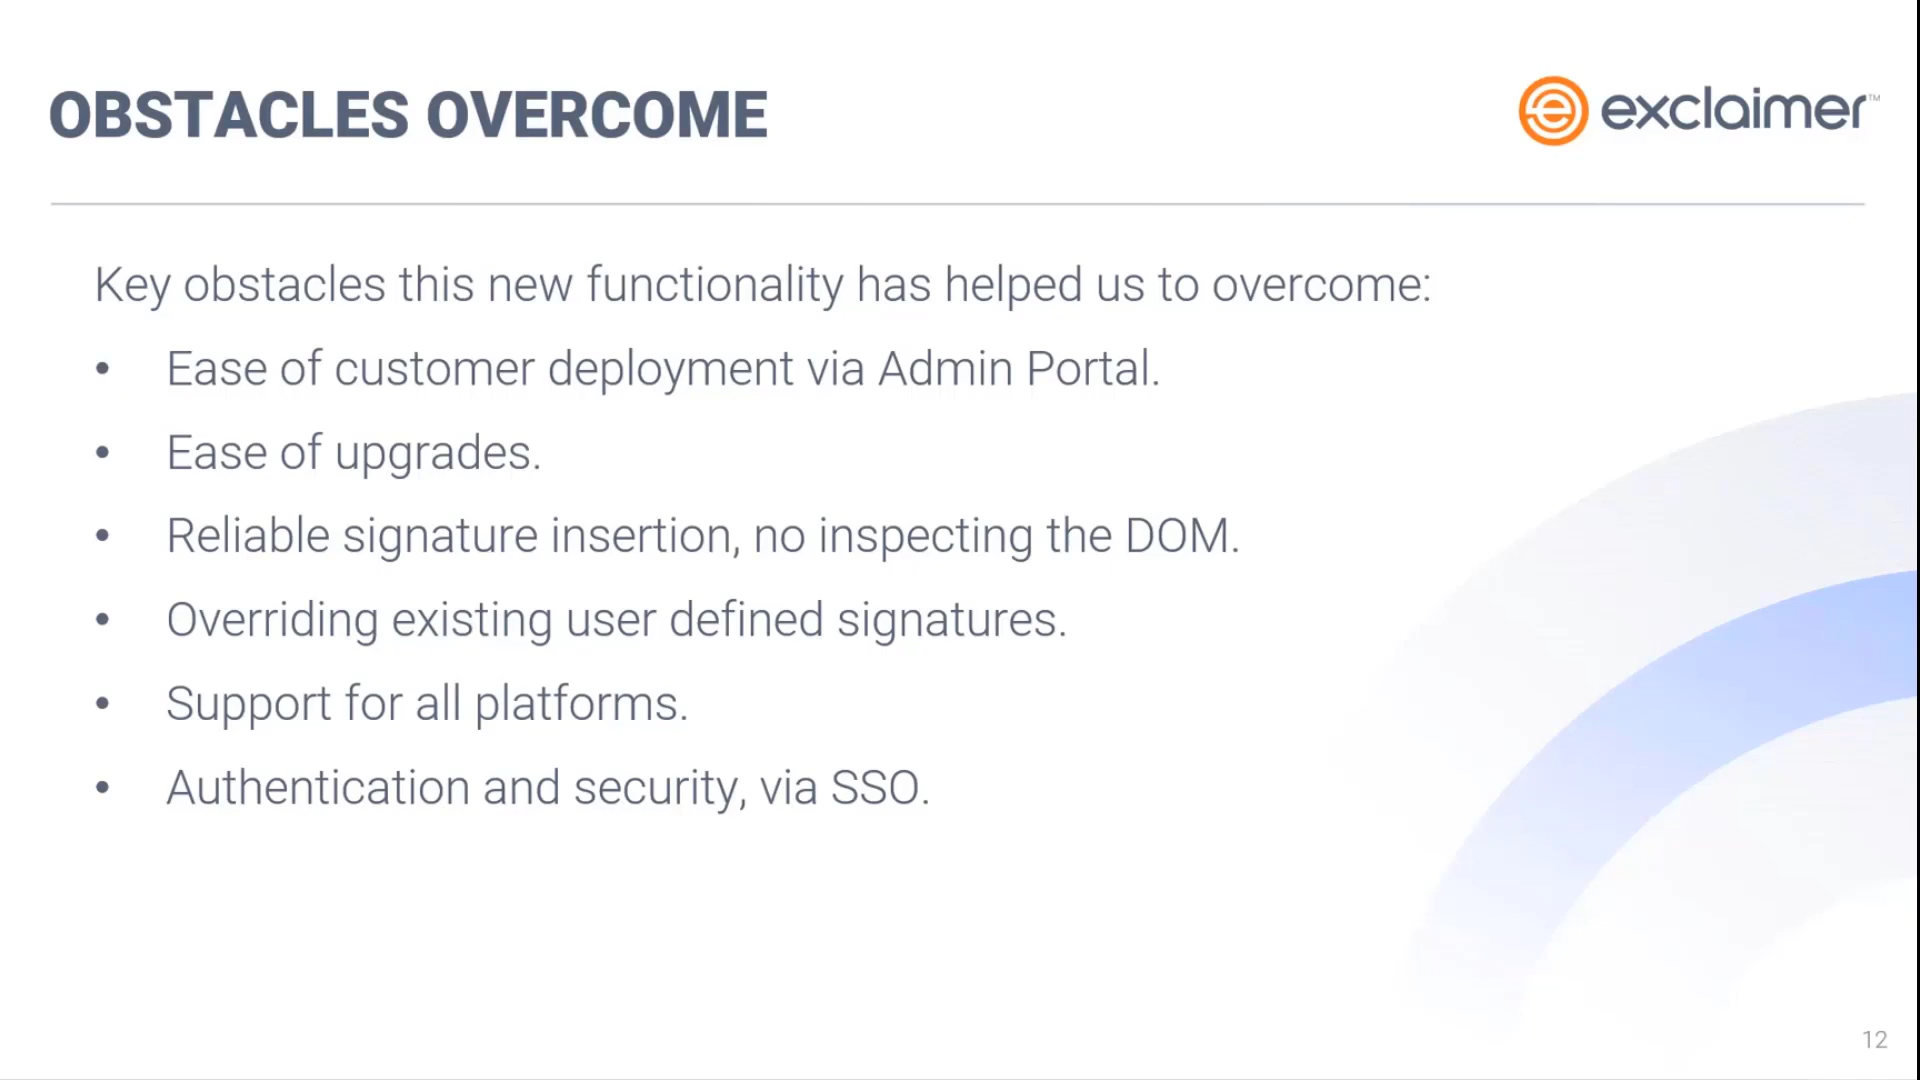 OBSTACLES OVERCOME
exclaimer™
Key obstacles this new functionality has helped us to overcome:
• Ease of customer deployment via Admin Portal.
• Ease of upgrades.
• Reliable signature insertion, no inspecting the DOM.
• Overriding existing user defined signatures.
• Support for all platforms.
• Authentication and security, via SSO.
12